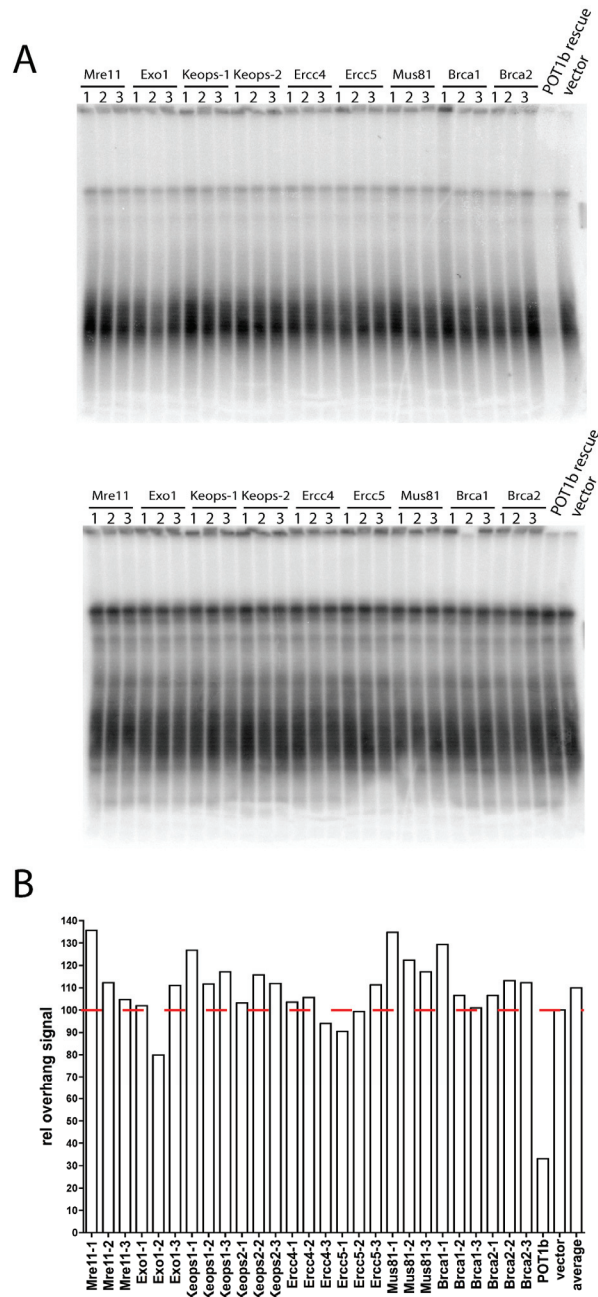 A
Mre11 Exo1 Keops-1 Keops-2 Ercc4 Ercc5 Mus81 Brca1 Brca2 POT1b rescue vector
1 2 3 1 2 3 1 2 3 1 2 3 1 2 3 1 2 3 1 2 3 1 2 3 1 2 3
Mre11 Exo1 Keops-1 Keops-2 Ercc4 Ercc5 Mus81 Brca1 Brca2 POT1b rescue vector
1 2 3 1 2 3 1 2 3 1 2 3 1 2 3 1 2 3 1 2 3 1 2 3 1 2 3
B
rel overhang signal
140
130
120
110
100
90
80
70
60
50
40
30
20
10
0
Mre11-1
Mre11-2
Mre11-3
Exo1-1
Exo1-2
Exo1-3
Keops1-1
Keops1-2
Keops1-3
Keops2-1
Keops2-2
Keops2-3
Ercc4-1
Ercc4-2
Ercc4-3
Ercc5-1
Ercc5-2
Ercc5-3
Mus81-1
Mus81-2
Mus81-3
Brca1-1
Brca1-2
Brca1-3
Brca2-1
Brca2-2
Brca2-3
POT1b
vector
average